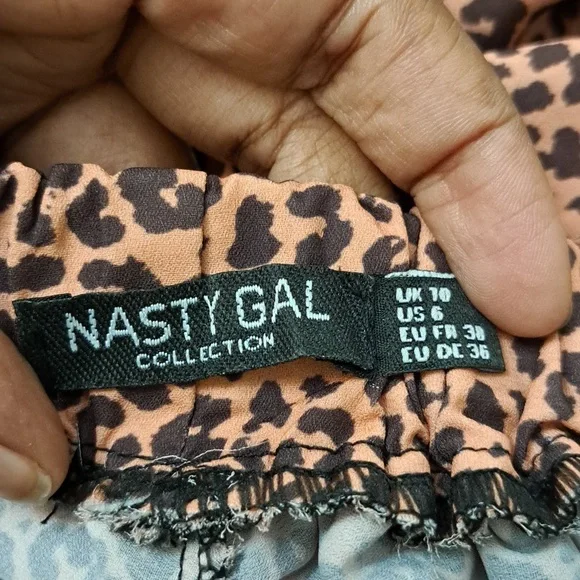 NASTY GAL
COLLECTION
UK 10
US 6
EU FR 38
EU DE 36